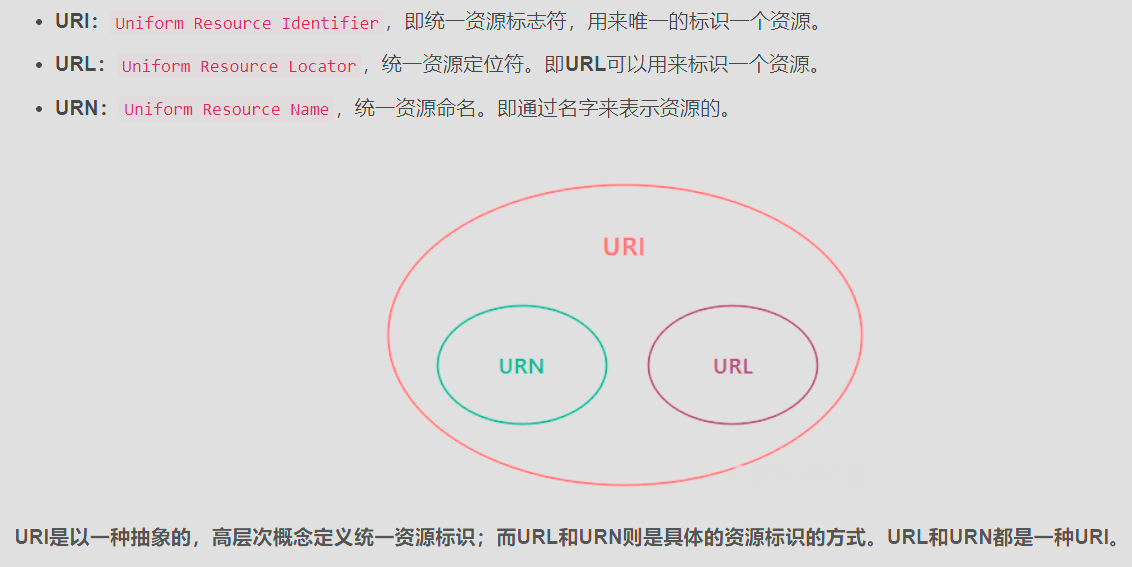 URI：Uniform Resource Identifier，即统一资源标志符，用来唯一的标识一个资源。
URL：Uniform Resource Locator，统一资源定位符。即URL可以用来标识一个资源。
URN：Uniform Resource Name，统一资源命名。即通过名字来表示资源的。
URI
URN
URL
URI是以一种抽象的，高层次概念定义统一资源标识；而URL和URN则是具体的资源标识的方式。URL和URN都是一种URI。